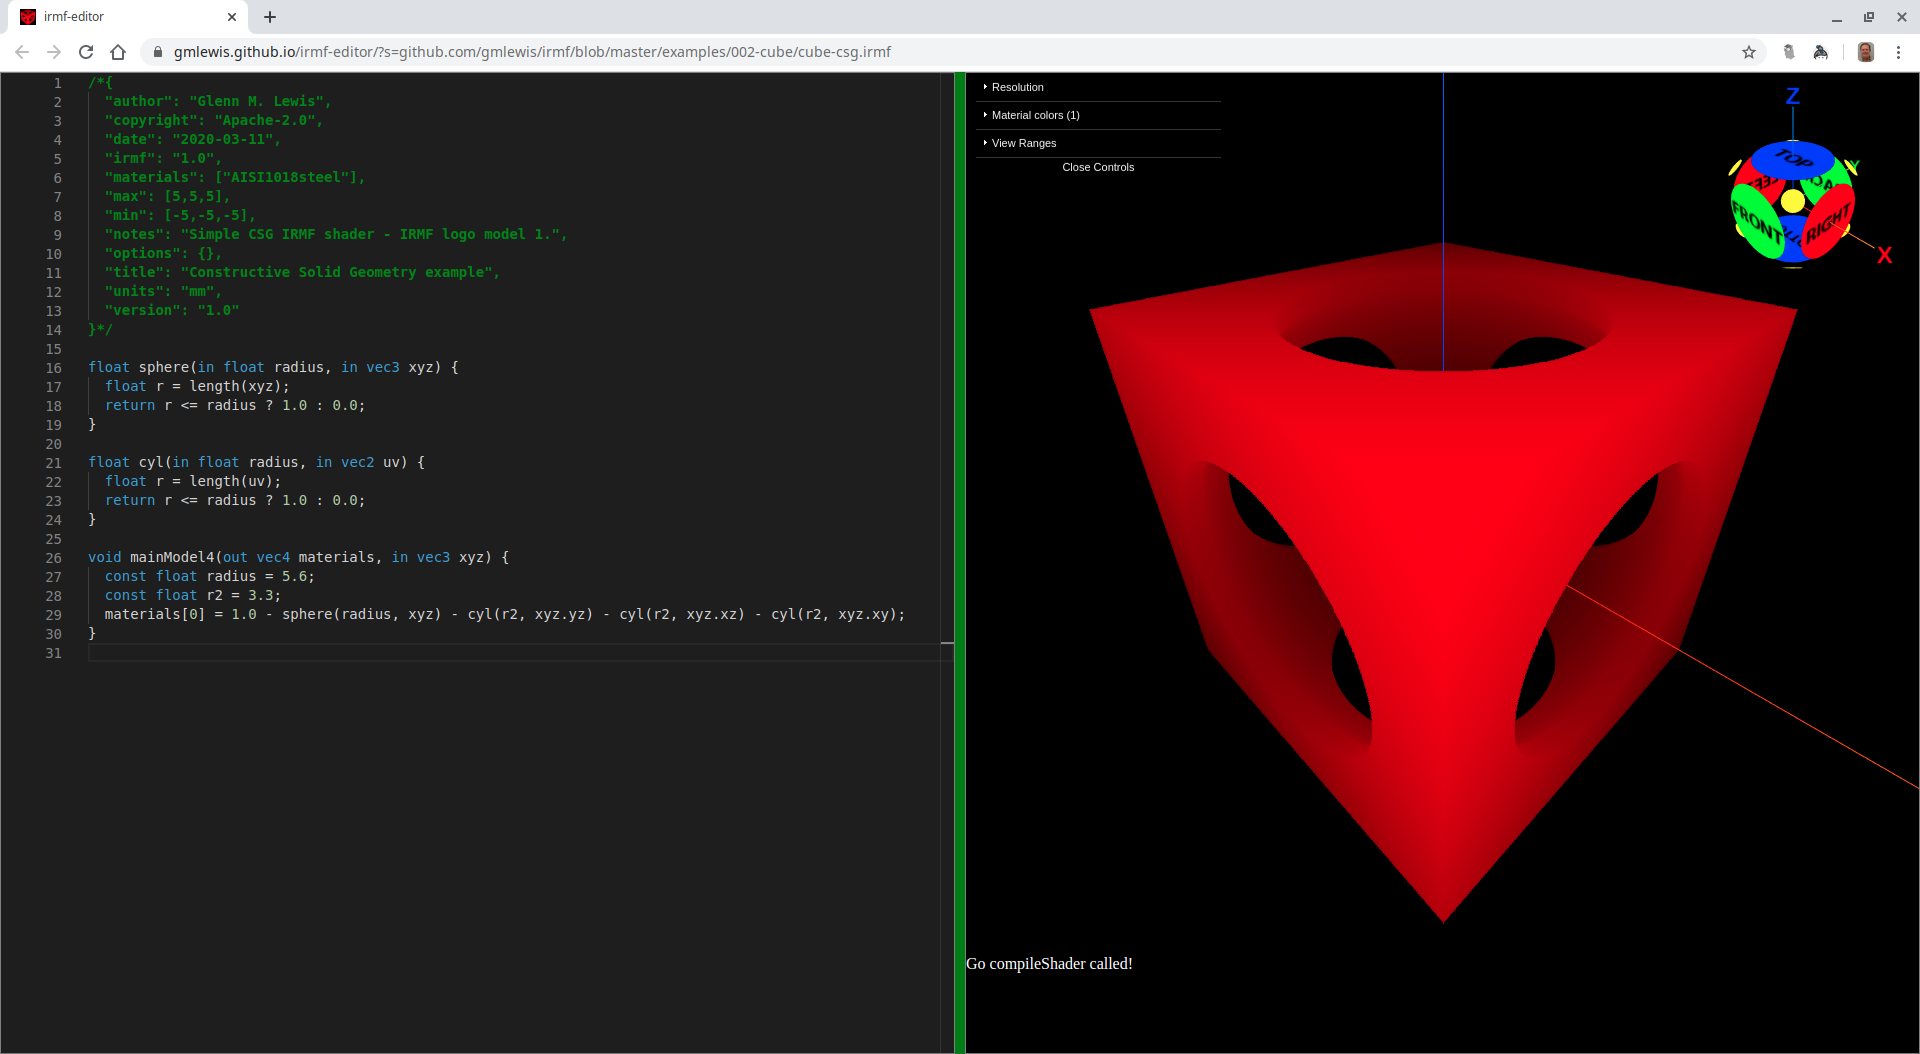 irmf-editor
gmlewis.github.io/irmf-editor/?s=github.com/gmlewis/irmf/blob/master/examples/002-cube/cube-csg.irmf
1 /*{
2   "author": "Glenn M. Lewis",
3   "copyright": "Apache-2.0",
4   "date": "2020-03-11",
5   "irmf": "1.0",
6   "materials": ["AISI1018steel"],
7   "max": [5,5,5],
8   "min": [-5,-5,-5],
9   "notes": "Simple CSG IRMF shader - IRMF logo model 1.",
10   "options": {},
11   "title": "Constructive Solid Geometry example",
12   "units": "mm",
13   "version": "1.0"
14 }*/
15
16 float sphere(in float radius, in vec3 xyz) {
17   float r = length(xyz);
18   return r <= radius ? 1.0 : 0.0;
19 }
20
21 float cyl(in float radius, in vec2 uv) {
22   float r = length(uv);
23   return r <= radius ? 1.0 : 0.0;
24 }
25
26 void mainModel4(out vec4 materials, in vec3 xyz) {
27   const float radius = 5.6;
28   const float r2 = 3.3;
29   materials[0] = 1.0 - sphere(radius, xyz) - cyl(r2, xyz.yz) - cyl(r2, xyz.xz) - cyl(r2, xyz.xy);
30 }
31
Resolution
Material colors (1)
View Ranges
Close Controls
Z
TOP
Y
FRONT
RIGHT
X
Go compileShader called!